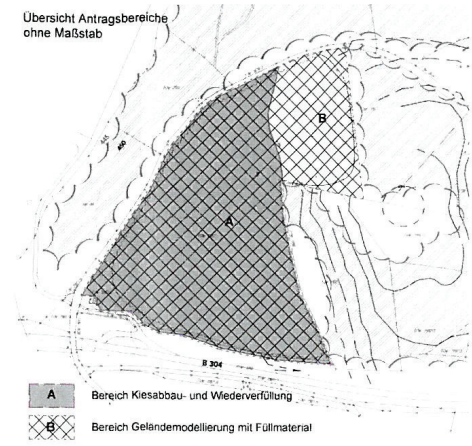 Übersicht Antragsbereiche
ohne Maßstab
B
A
B 304
A Bereich Kiesabbau- und Wiederverfüllung
B Bereich Geländemodellierung mit Füllmaterial